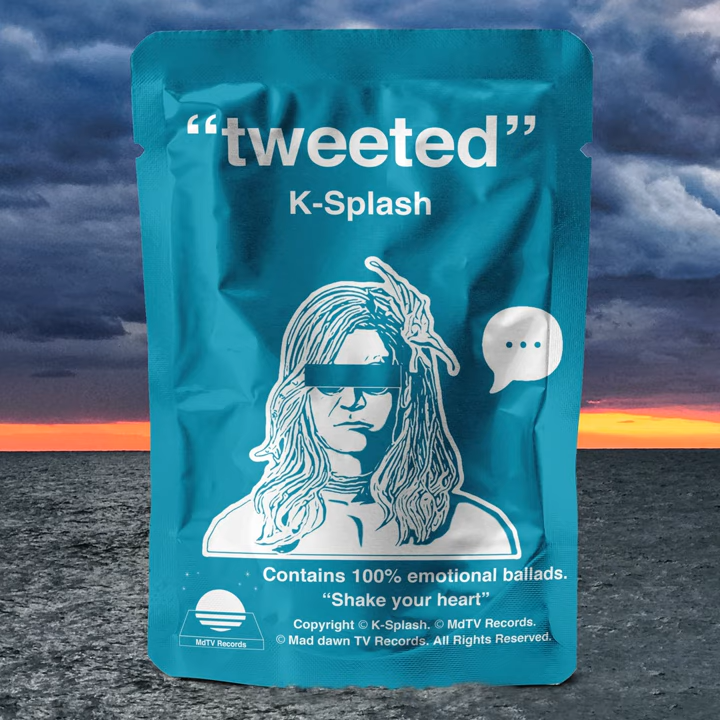 “tweeted”
K-Splash
Contains 100% emotional ballads.
“Shake your heart”
Copyright © K-Splash. © MdTV Records.
© Mad dawn TV Records. All Rights Reserved.
MdTV Records